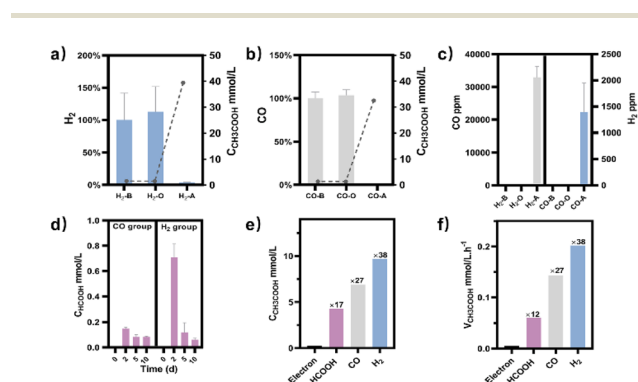 a)
200%
150%
100%
50%
0%
H₂
50
40
30
20
10
0
C_CH3COOH mmol/L
H₂-B H₂-O H₂-A
b)
150%
100%
50%
0%
CO
50
40
30
20
10
0
C_CH3COOH mmol/L
CO-B CO-O CO-A
c)
40000
30000
20000
10000
0
CO ppm
2500
2000
1500
1000
500
0
H₂ ppm
H₂-B H₂-O H₂-A CO-B CO-O CO-A
d)
CO group H₂ group
1.0
0.8
0.6
0.4
0.2
0.0
C_HCOOH mmol/L
0 2 5 10 0 2 5 10
Time (d)
e)
10
5
0
C_CH3COOH mmol/L
×17 ×27 ×38
Electron HCOOH CO H₂
f)
0.2
0.1
0.0
V_CH3COOH mmol/L.h⁻¹
×12 ×27 ×38
Electron HCOOH CO H₂